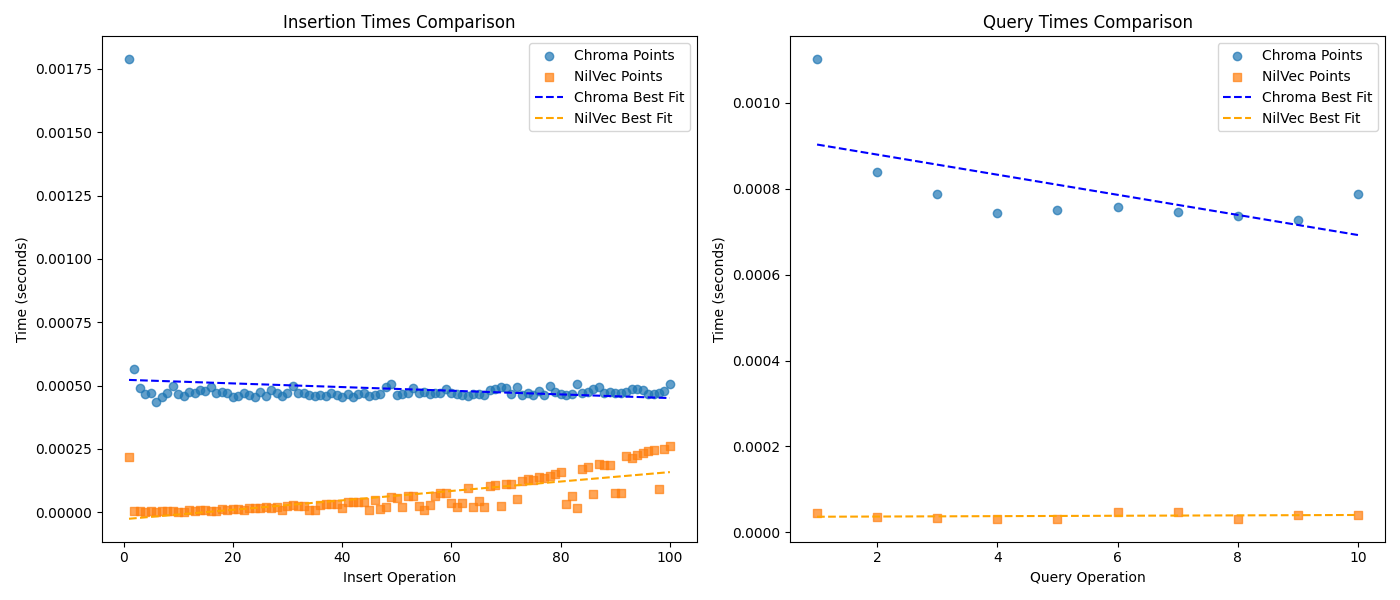 Insertion Times Comparison
Chroma Points
NilVec Points
Chroma Best Fit
NilVec Best Fit
0.00175
0.00150
0.00125
0.00100
0.00075
0.00050
0.00025
0.00000
Time (seconds)
0 20 40 60 80 100
Insert Operation
Query Times Comparison
Chroma Points
NilVec Points
Chroma Best Fit
NilVec Best Fit
0.0010
0.0008
0.0006
0.0004
0.0002
0.0000
Time (seconds)
2 4 6 8 10
Query Operation